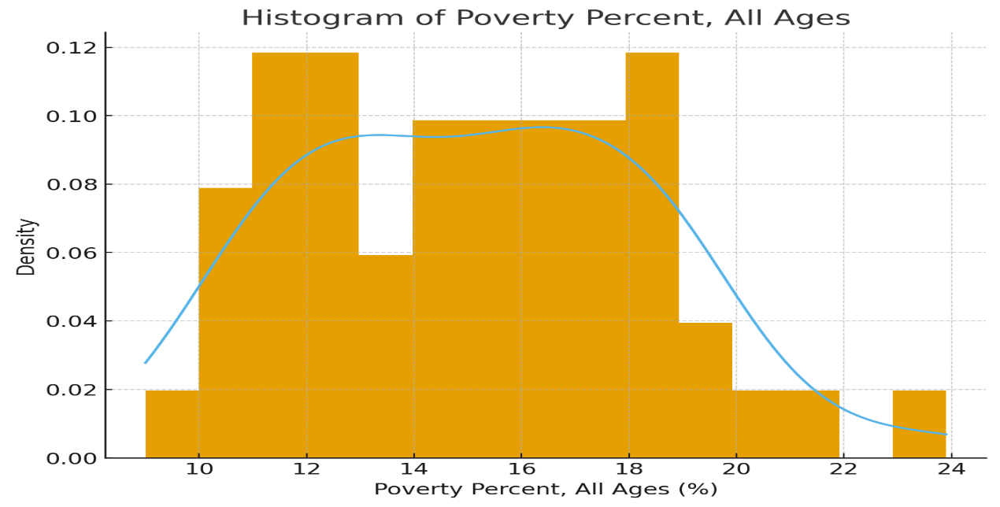 Histogram of Poverty Percent, All Ages
0.12
0.10
0.08
0.06
0.04
0.02
0.00
Density
10 12 14 16 18 20 22 24
Poverty Percent, All Ages (%)